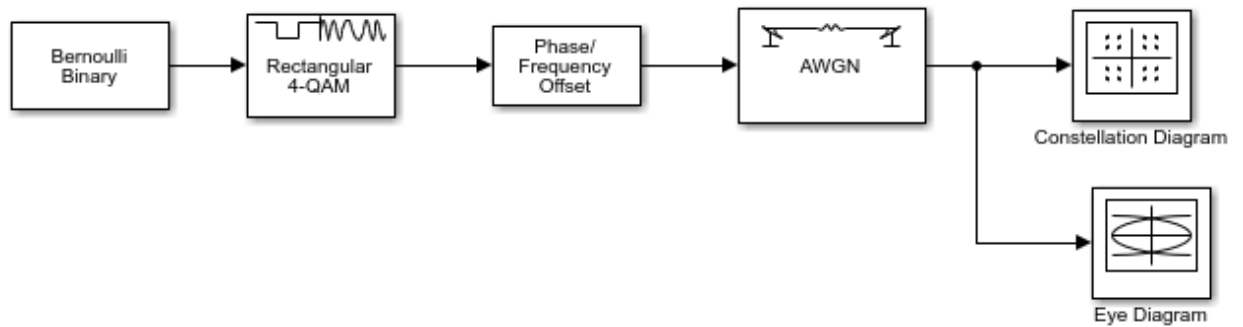 Bernoulli
Binary
Rectangular
4-QAM
Phase/
Frequency
Offset
AWGN
Constellation Diagram
Eye Diagram